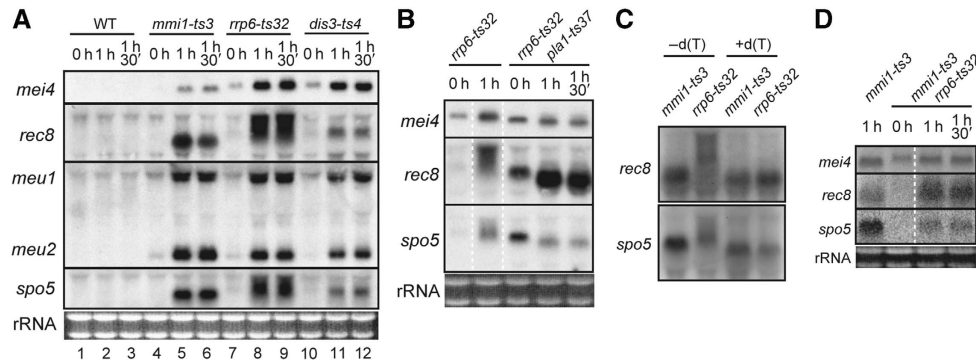 A
WT mmi1-ts3 rrp6-ts32 dis3-ts4
0 h 1 h 1 h 30′ 0 h 1 h 1 h 30′ 0 h 1 h 1 h 30′ 0 h 1 h 1 h 30′
mei4
rec8
meu1
meu2
spo5
rRNA
1 2 3 4 5 6 7 8 9 10 11 12
B
rrp6-ts32 rrp6-ts32 pla1-ts37
0 h 1 h 0 h 1 h 1 h 30′
mei4
rec8
spo5
rRNA
C
–d(T) +d(T)
mmi1-ts3 rrp6-ts32 mmi1-ts3 rrp6-ts32
rec8
spo5
D
mmi1-ts3 mmi1-ts3 rrp6-ts32
1 h 0 h 1 h 1 h 30′
mei4
rec8
spo5
rRNA